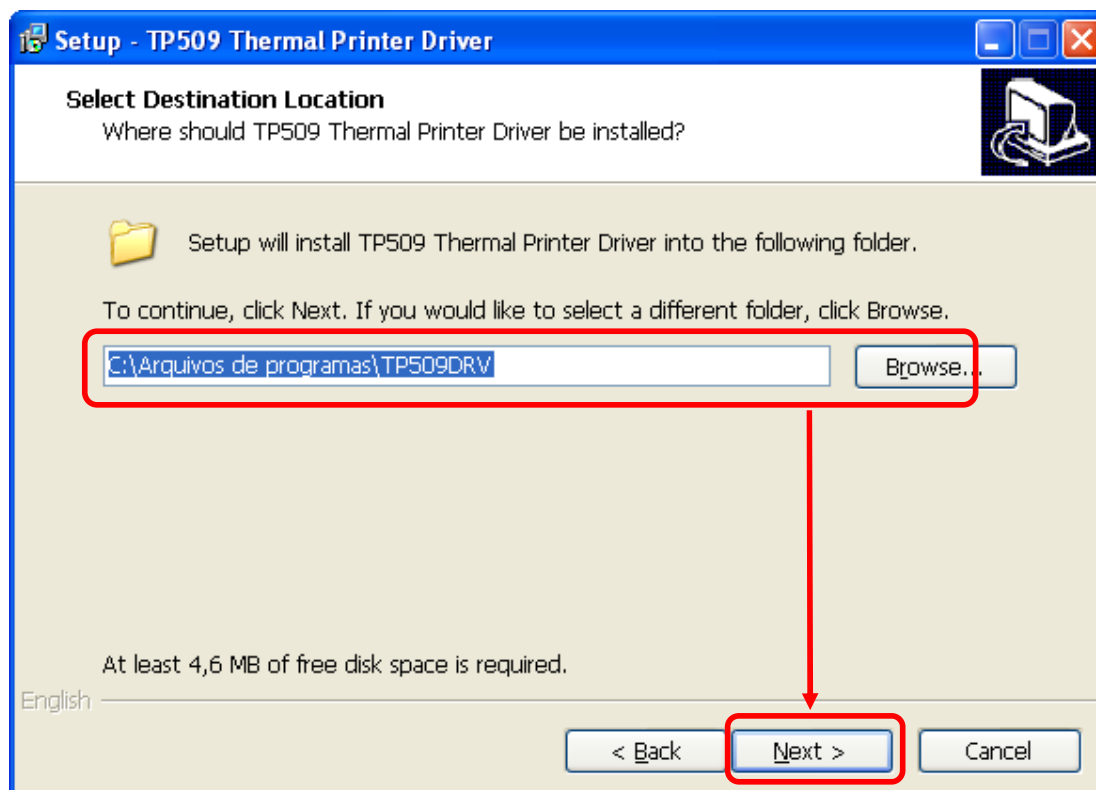 Setup - TP509 Thermal Printer Driver
Select Destination Location
Where should TP509 Thermal Printer Driver be installed?
Setup will install TP509 Thermal Printer Driver into the following folder.
To continue, click Next. If you would like to select a different folder, click Browse.
C:\Arquivos de programas\TP509DRV
Browse...
At least 4,6 MB of free disk space is required.
English
< Back
Next >
Cancel